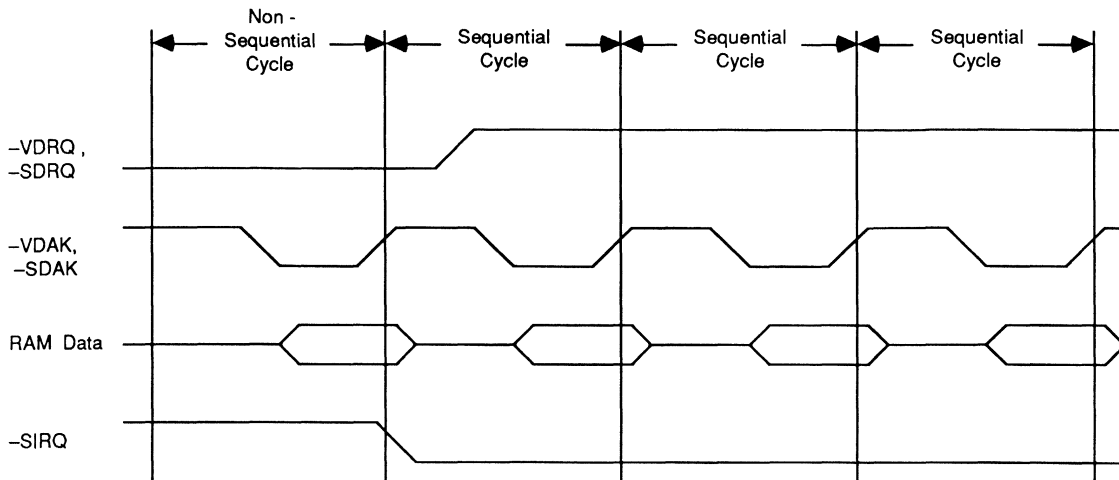 Non -
Sequential
Cycle
Sequential
Cycle
Sequential
Cycle
Sequential
Cycle
–VDRQ ,
–SDRQ
–VDAK,
–SDAK
RAM Data
–SIRQ